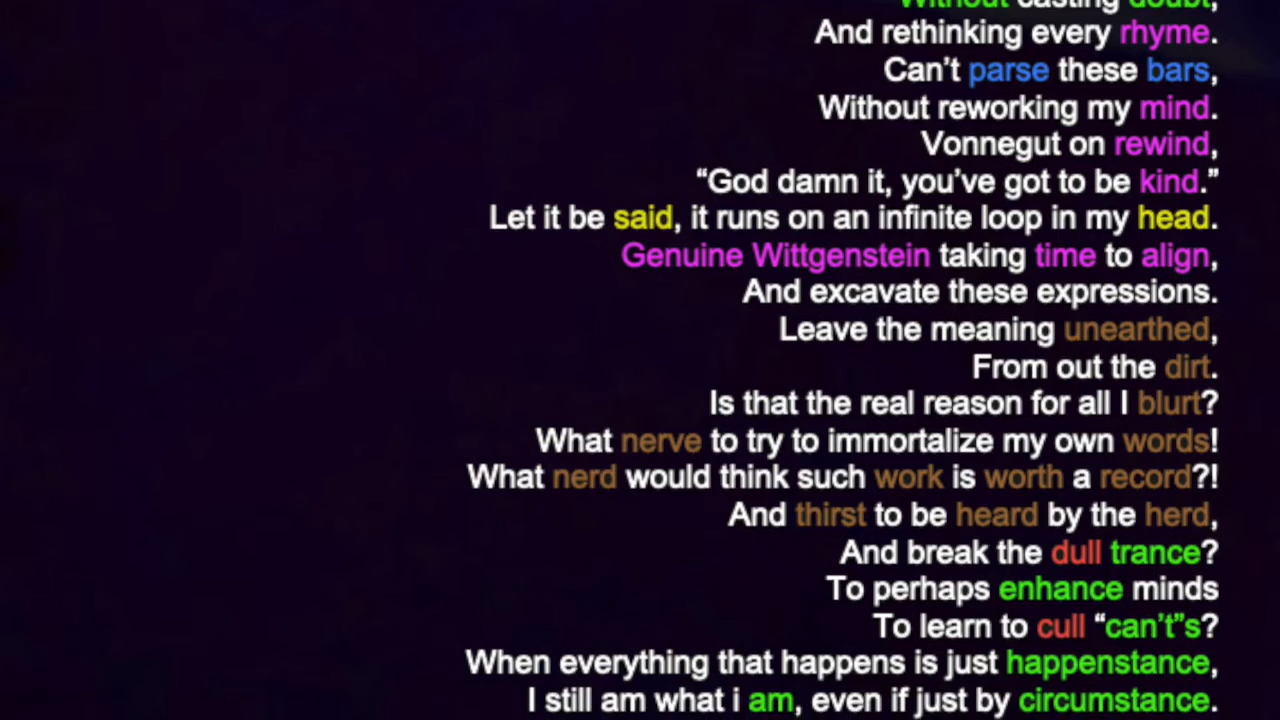 Without casting doubt,
And rethinking every rhyme.
Can’t parse these bars,
Without reworking my mind.
Vonnegut on rewind,
“God damn it, you’ve got to be kind.”
Let it be said, it runs on an infinite loop in my head.
Genuine Wittgenstein taking time to align,
And excavate these expressions.
Leave the meaning unearthed,
From out the dirt.
Is that the real reason for all I blurt?
What nerve to try to immortalize my own words!
What nerd would think such work is worth a record?!
And thirst to be heard by the herd,
And break the dull trance?
To perhaps enhance minds
To learn to cull “can’t”s?
When everything that happens is just happenstance,
I still am what i am, even if just by circumstance.